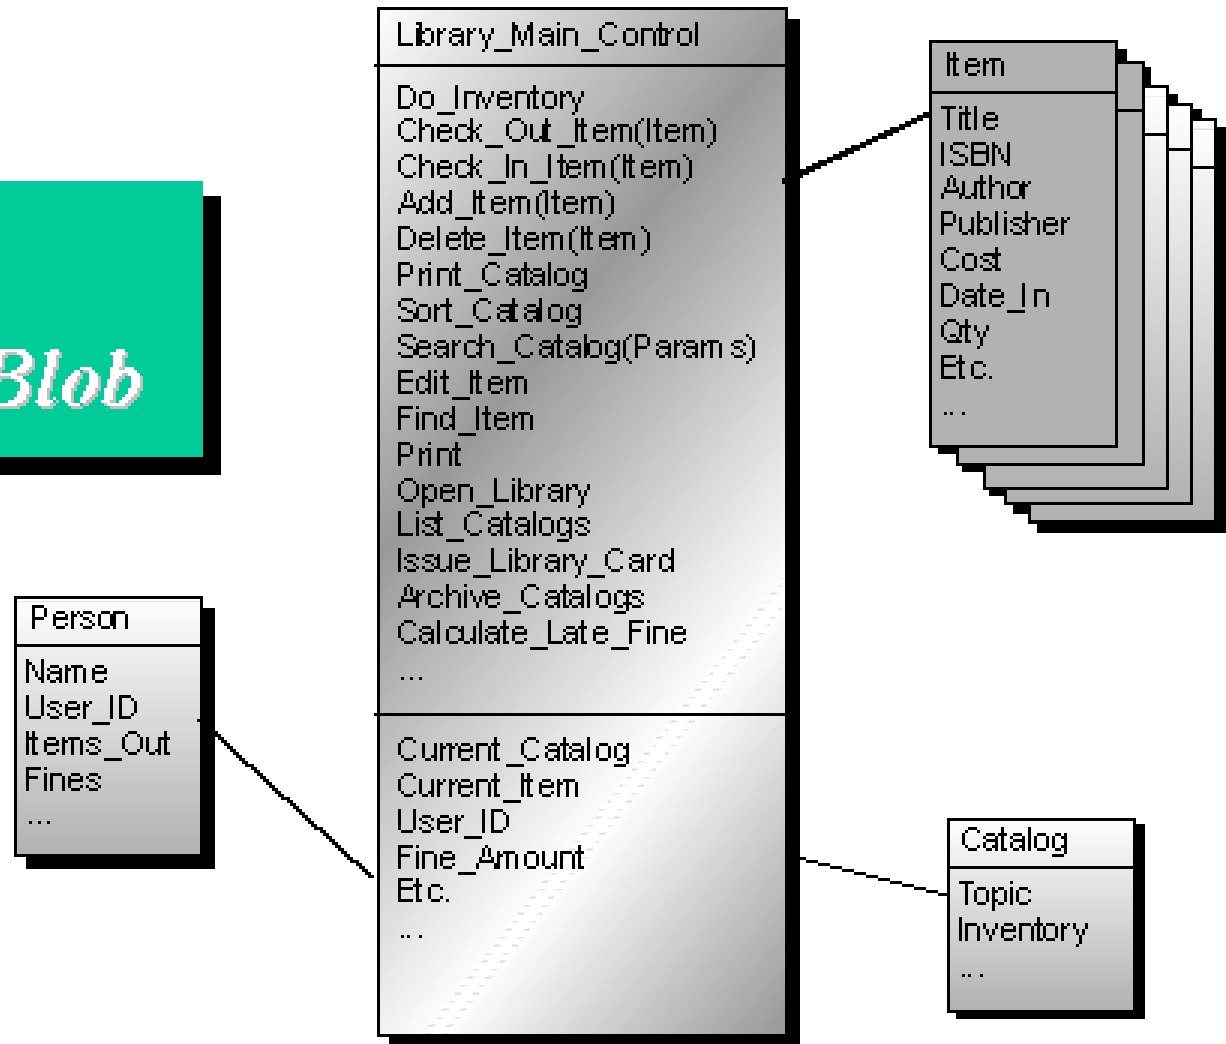 Blob
Library_Main_Control
Do_Inventory
Check_Out_Item(Item)
Check_In_Item(Item)
Add_Item(Item)
Delete_Item(Item)
Print_Catalog
Sort_Catalog
Search_Catalog(Params)
Edit_Item
Find_Item
Print
Open_Library
List_Catalogs
Issue_Library_Card
Archive_Catalogs
Calculate_Late_Fine
...
Current_Catalog
Current_Item
User_ID
Fine_Amount
Etc.
...
Item
Title
ISBN
Author
Publisher
Cost
Date_In
Qty
Etc.
...
Person
Name
User_ID
Items_Out
Fines
...
Catalog
Topic
Inventory
...